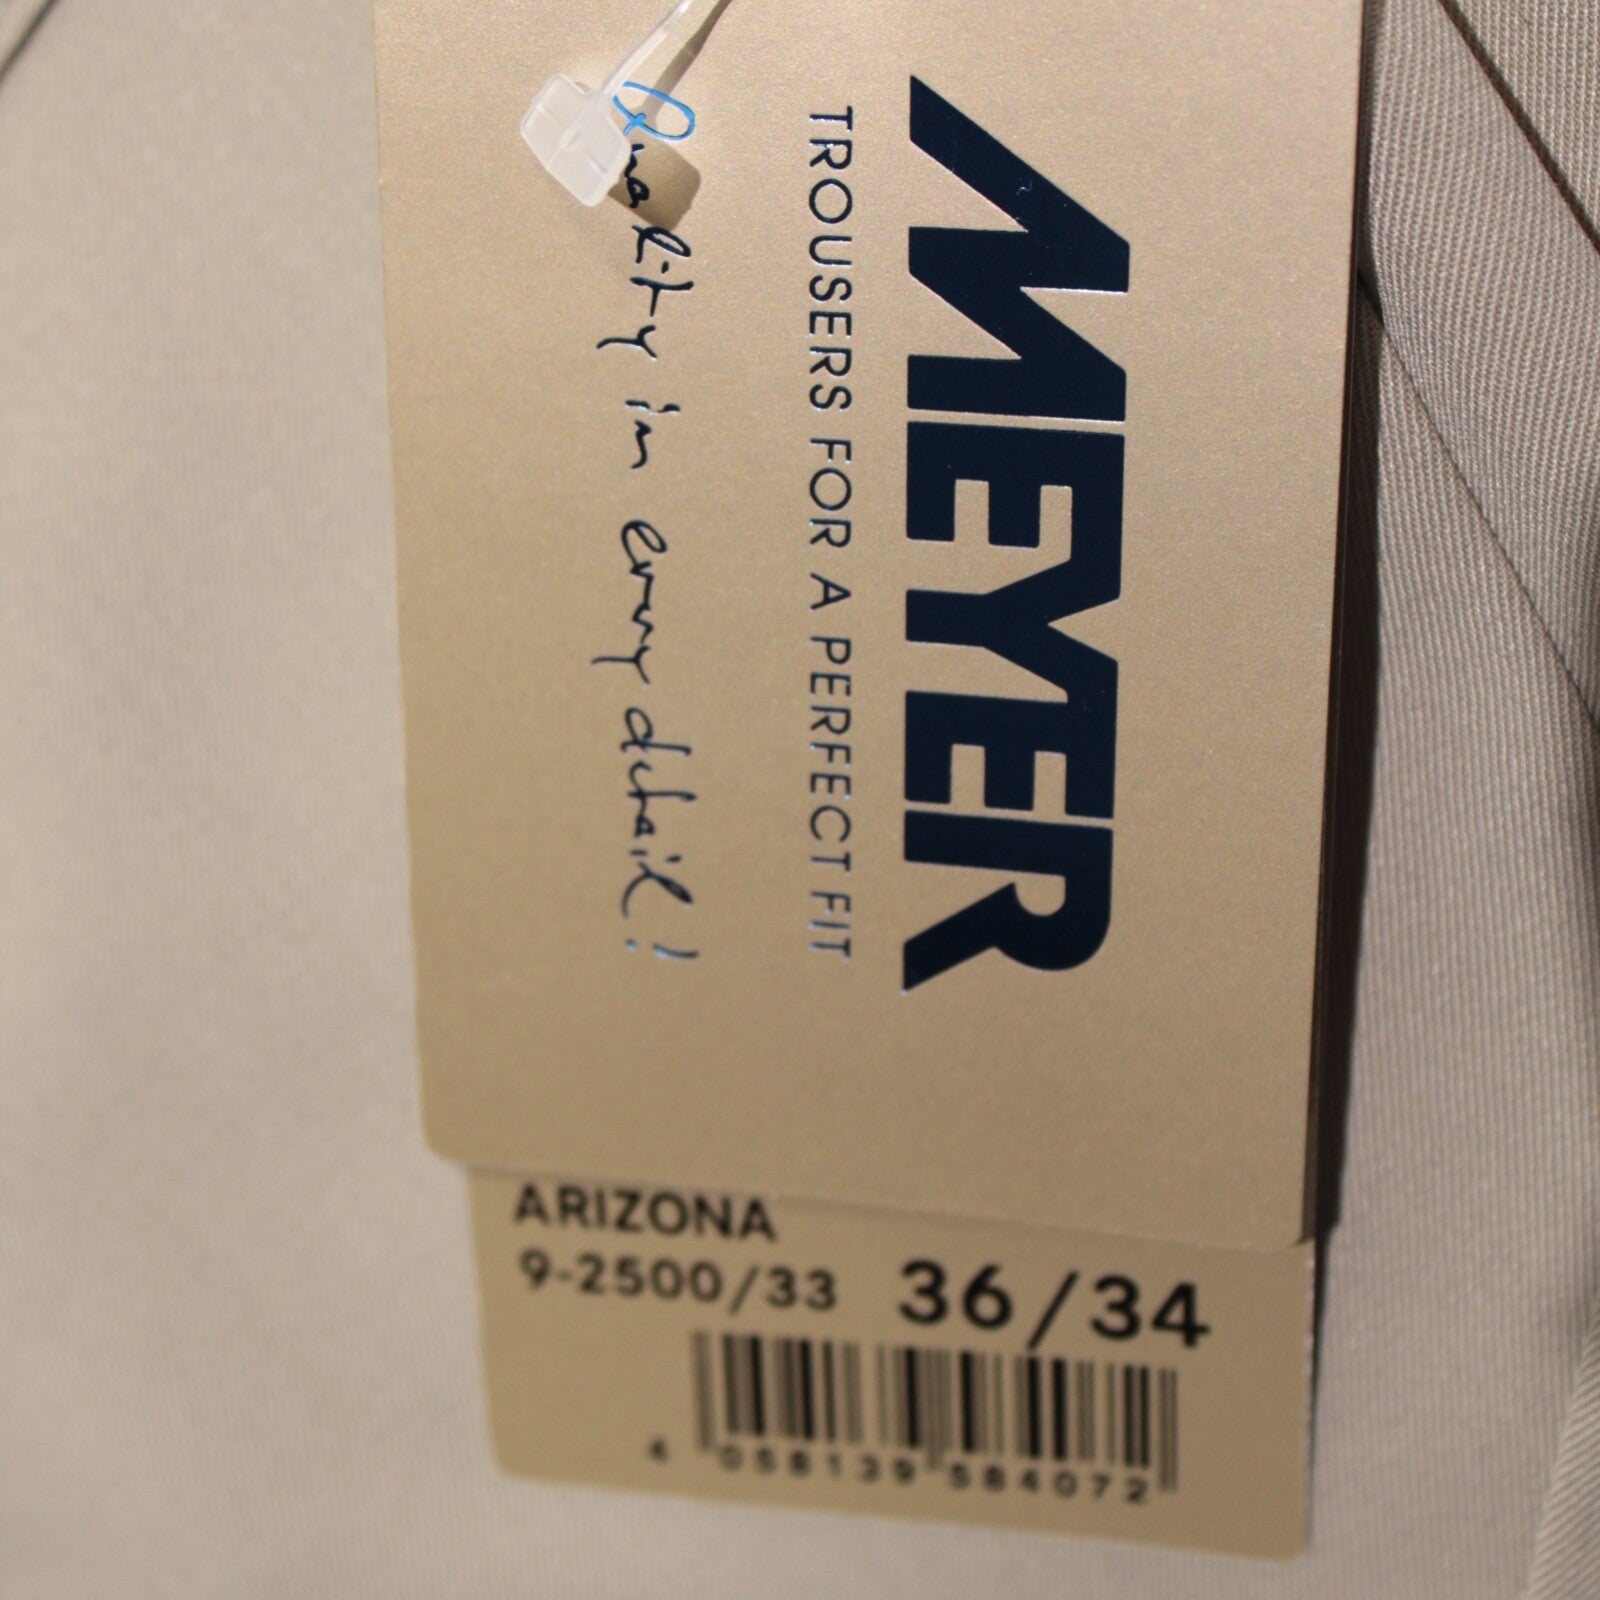 MEYER
TROUSERS FOR A PERFECT FIT
Quality in every detail!
ARIZONA
9-2500/33 36/34
4 058139 584072